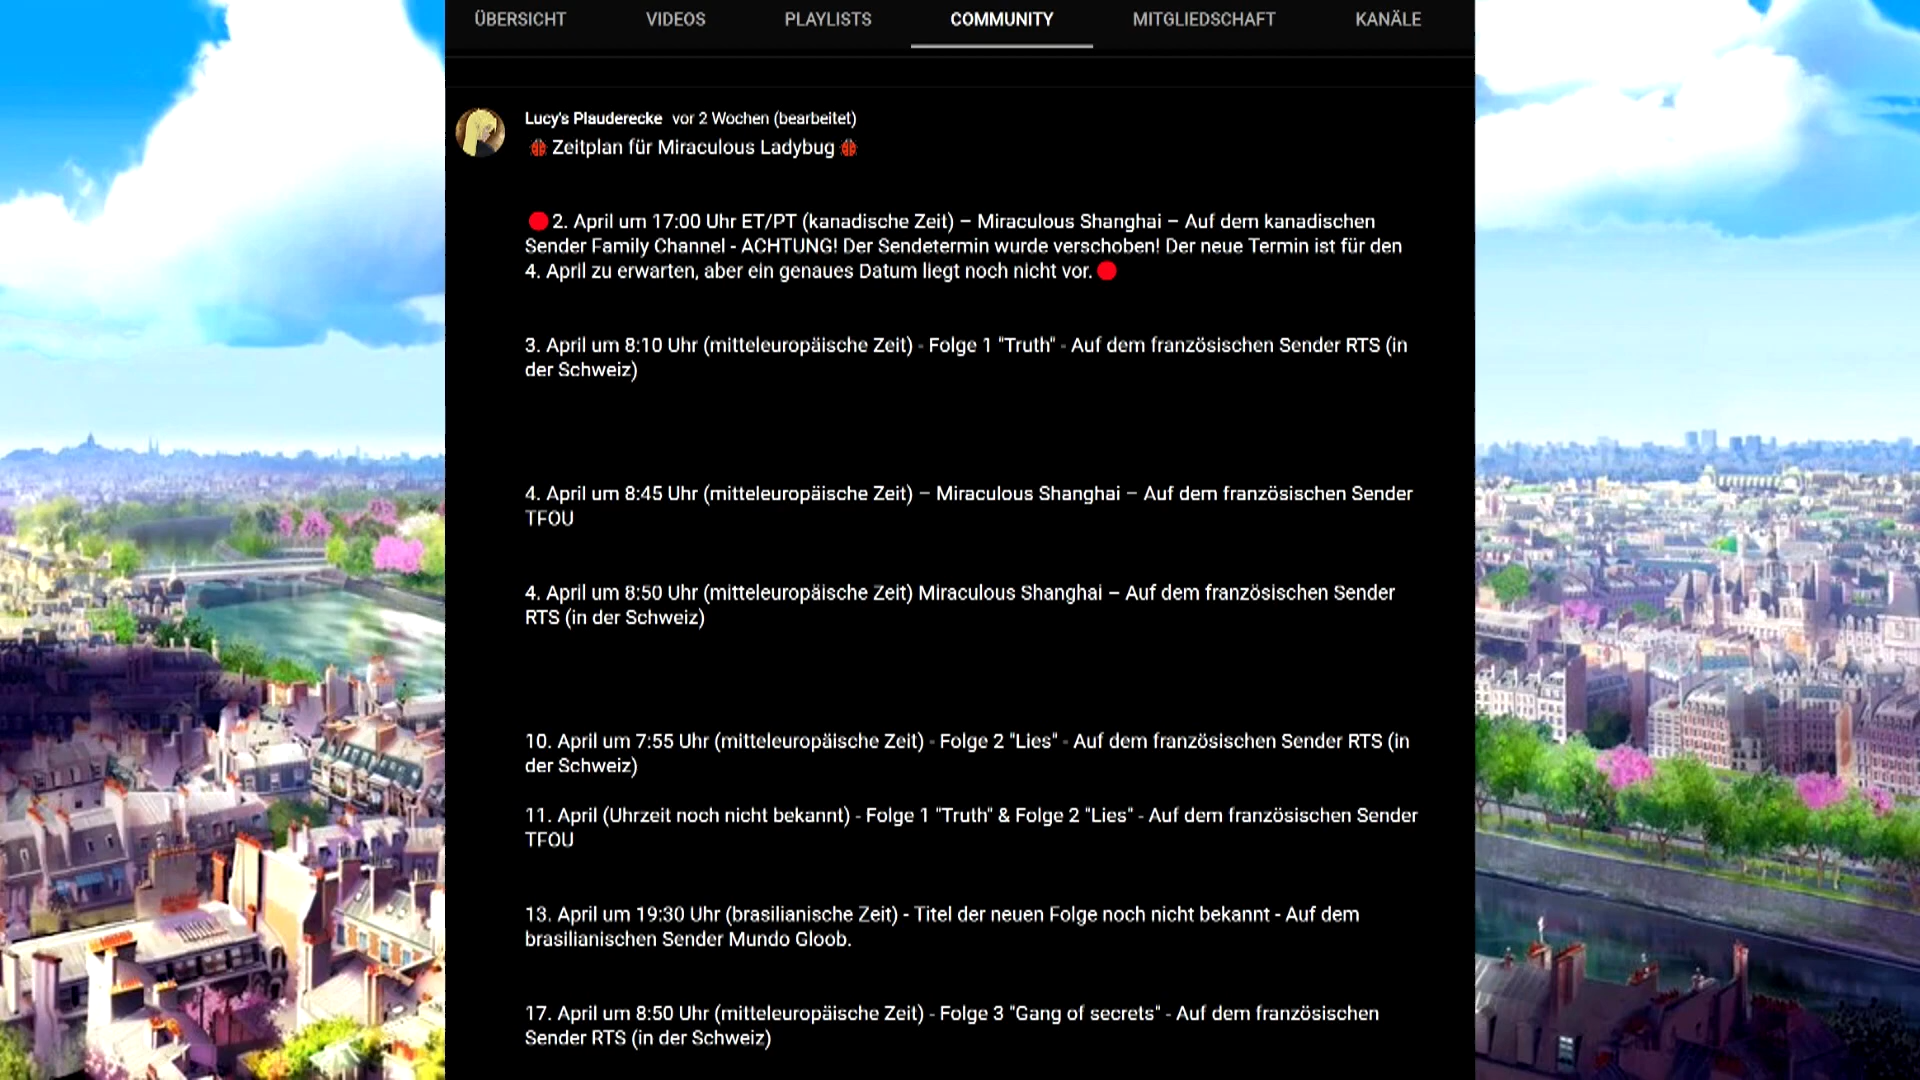 ÜBERSICHT VIDEOS PLAYLISTS COMMUNITY MITGLIEDSCHAFT KANÄLE
Lucy's Plauderecke vor 2 Wochen (bearbeitet)
🐞 Zeitplan für Miraculous Ladybug 🐞
🔴2. April um 17:00 Uhr ET/PT (kanadische Zeit) – Miraculous Shanghai – Auf dem kanadischen
Sender Family Channel - ACHTUNG! Der Sendetermin wurde verschoben! Der neue Termin ist für den
4. April zu erwarten, aber ein genaues Datum liegt noch nicht vor.🔴
3. April um 8:10 Uhr (mitteleuropäische Zeit) - Folge 1 "Truth" - Auf dem französischen Sender RTS (in
der Schweiz)
4. April um 8:45 Uhr (mitteleuropäische Zeit) – Miraculous Shanghai – Auf dem französischen Sender
TFOU
4. April um 8:50 Uhr (mitteleuropäische Zeit) Miraculous Shanghai – Auf dem französischen Sender
RTS (in der Schweiz)
10. April um 7:55 Uhr (mitteleuropäische Zeit) - Folge 2 "Lies" - Auf dem französischen Sender RTS (in
der Schweiz)
11. April (Uhrzeit noch nicht bekannt) - Folge 1 "Truth" & Folge 2 "Lies" - Auf dem französischen Sender
TFOU
13. April um 19:30 Uhr (brasilianische Zeit) - Titel der neuen Folge noch nicht bekannt - Auf dem
brasilianischen Sender Mundo Gloob.
17. April um 8:50 Uhr (mitteleuropäische Zeit) - Folge 3 "Gang of secrets" - Auf dem französischen
Sender RTS (in der Schweiz)